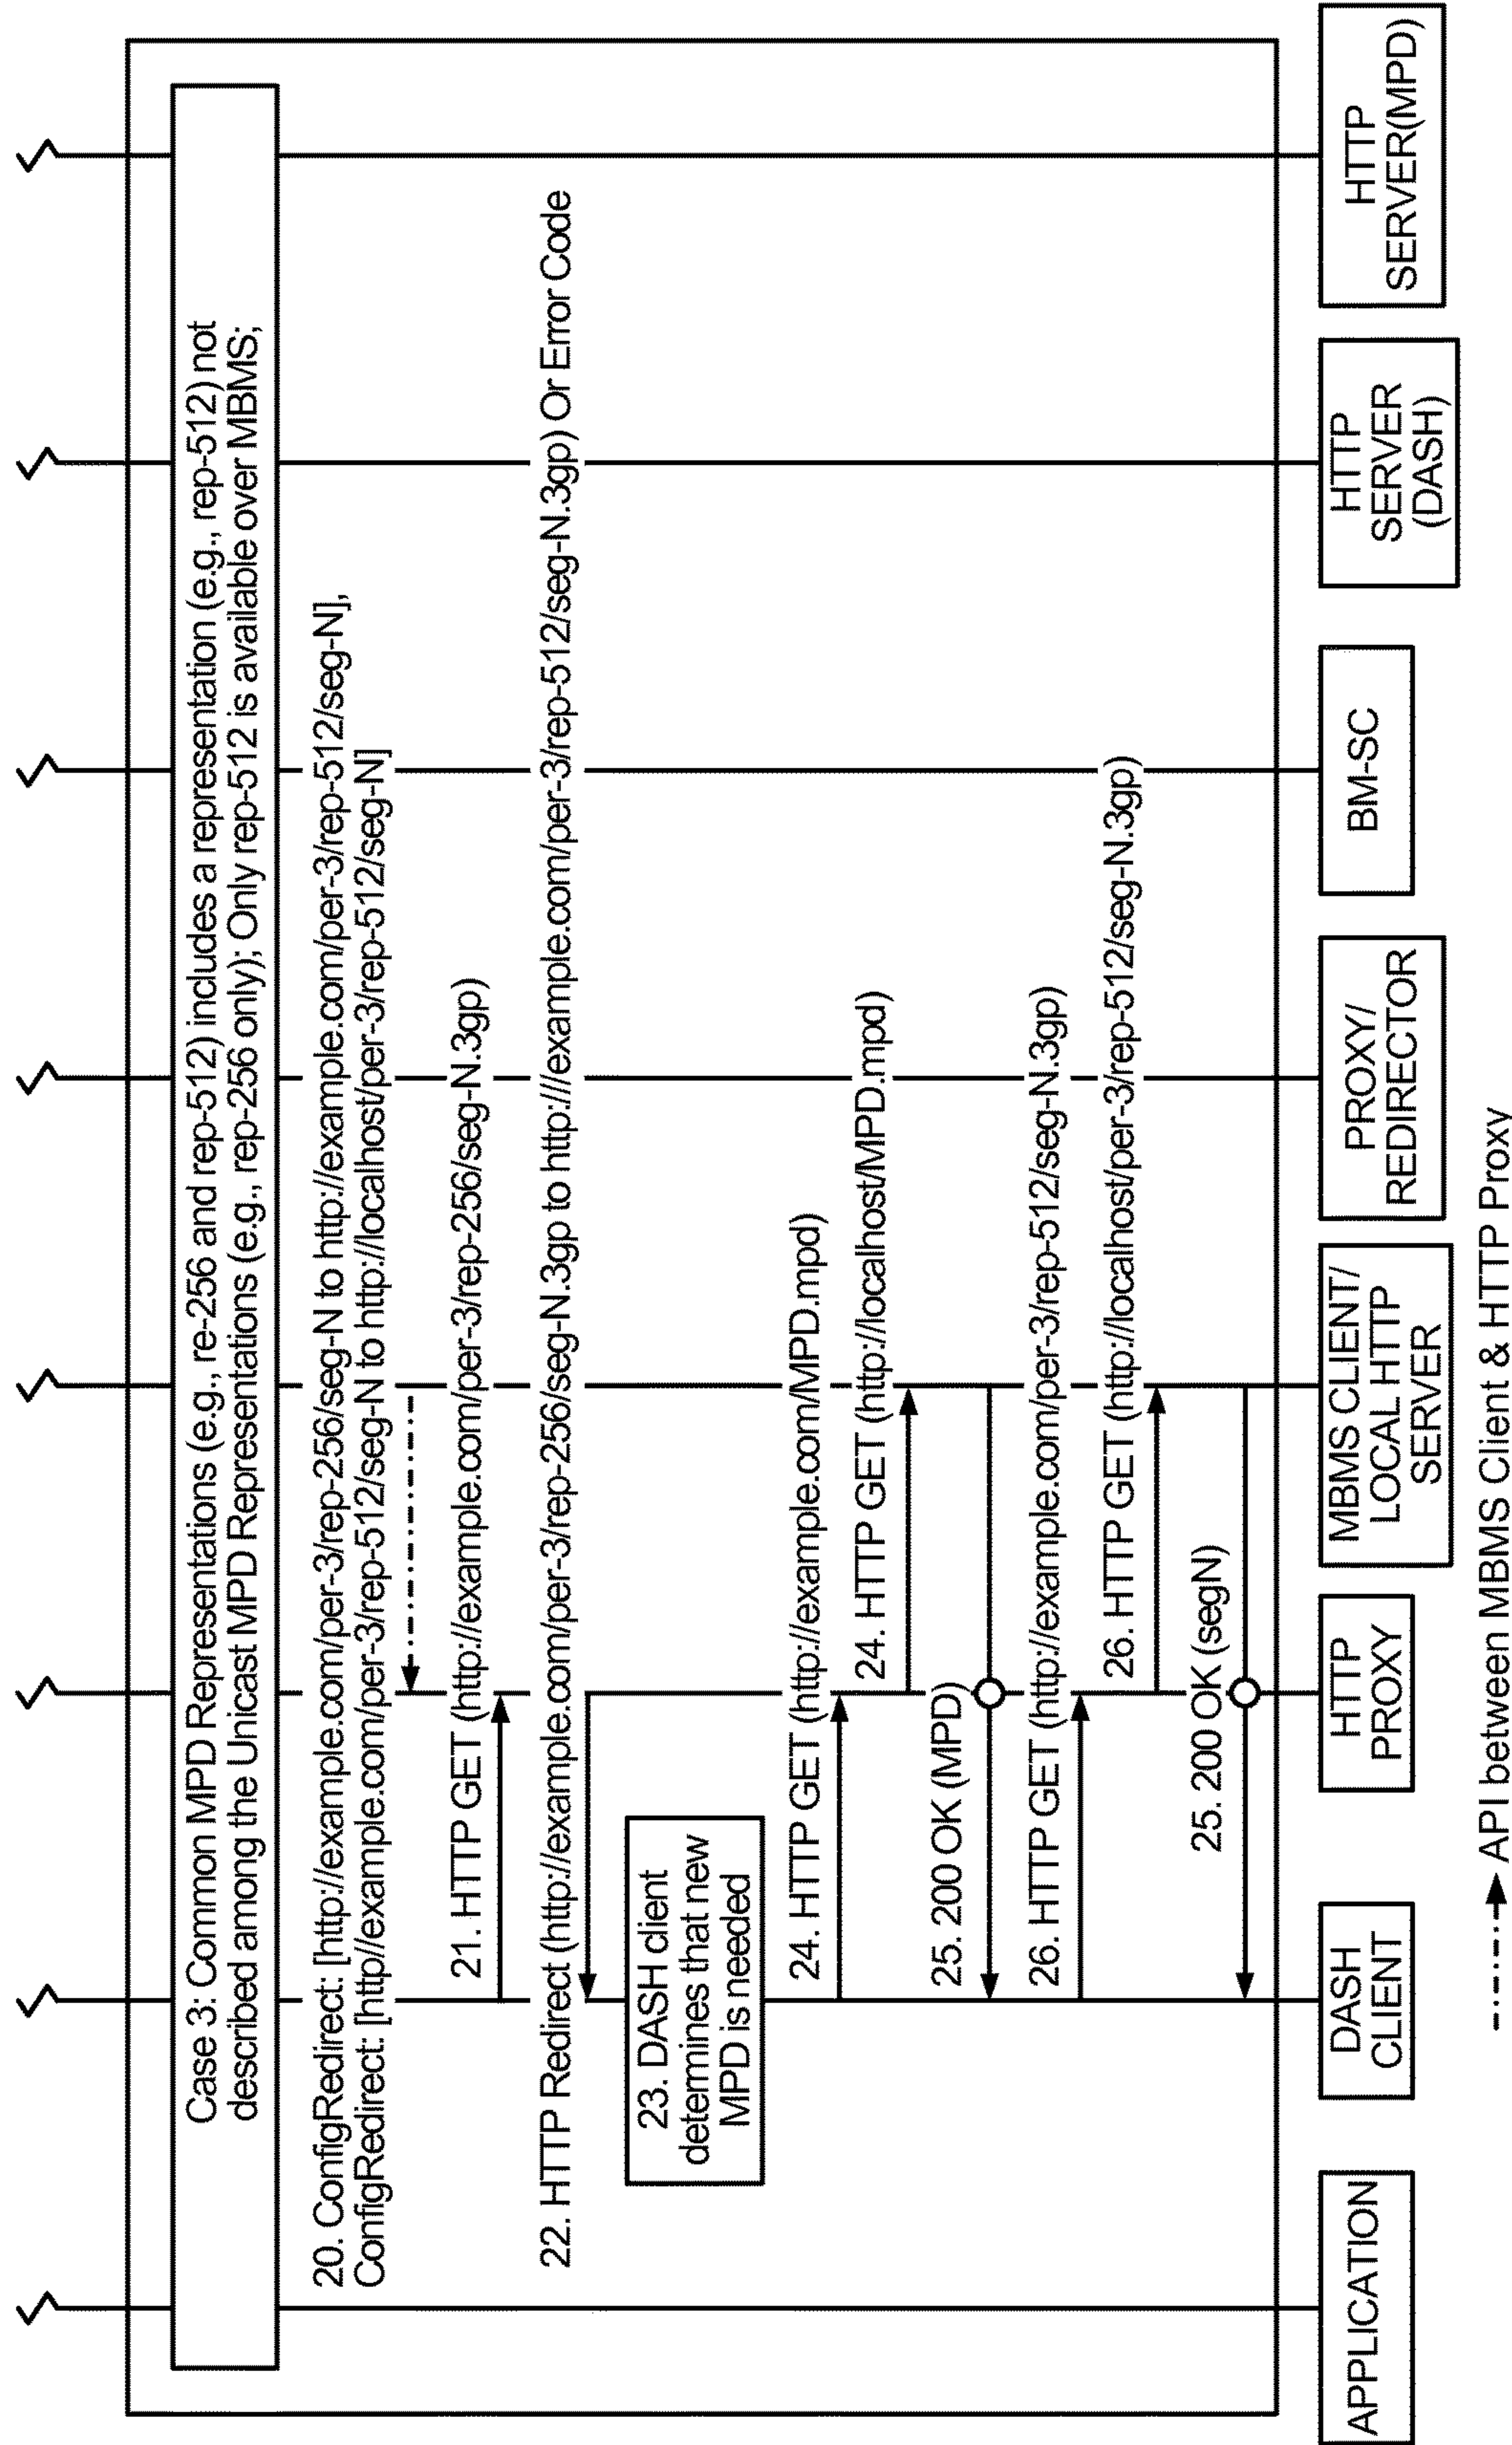 Case 3: Common MPD Representations (e.g., re-256 and rep-512) includes a representation (e.g., rep-512) not
described among the Unicast MPD Representations (e.g., rep-256 only); Only rep-512 is available over MBMS;
20. ConfigRedirect: [http://example.com/per-3/rep-256/seg-N to http://example.com/per-3/rep-512/seg-N],
ConfigRedirect: [http//example.com/per-3/rep-512/seg-N to http://localhost/per-3/rep-512/seg-N]
21. HTTP GET (http://example.com/per-3/rep-256/seg-N.3gp)
22. HTTP Redirect (http://example.com/per-3/rep-256/seg-N.3gp to http:///example.com/per-3/rep-512/seg-N.3gp) Or Error Code
23. DASH client
determines that new
MPD is needed
24. HTTP GET (http://example.com/MPD.mpd)
24. HTTP GET (http://localhost/MPD.mpd)
25. 200 OK (MPD)
26. HTTP GET (http://example.com/per-3/rep-512/seg-N.3gp)
26. HTTP GET (http://localhost/per-3/rep-512/seg-N.3gp)
25. 200 OK (segN)
APPLICATION
DASH
CLIENT
HTTP
PROXY
MBMS CLIENT/
LOCAL HTTP
SERVER
PROXY/
REDIRECTOR
BM-SC
HTTP
SERVER
(DASH)
HTTP
SERVER(MPD)
API between MBMS Client & HTTP Proxy